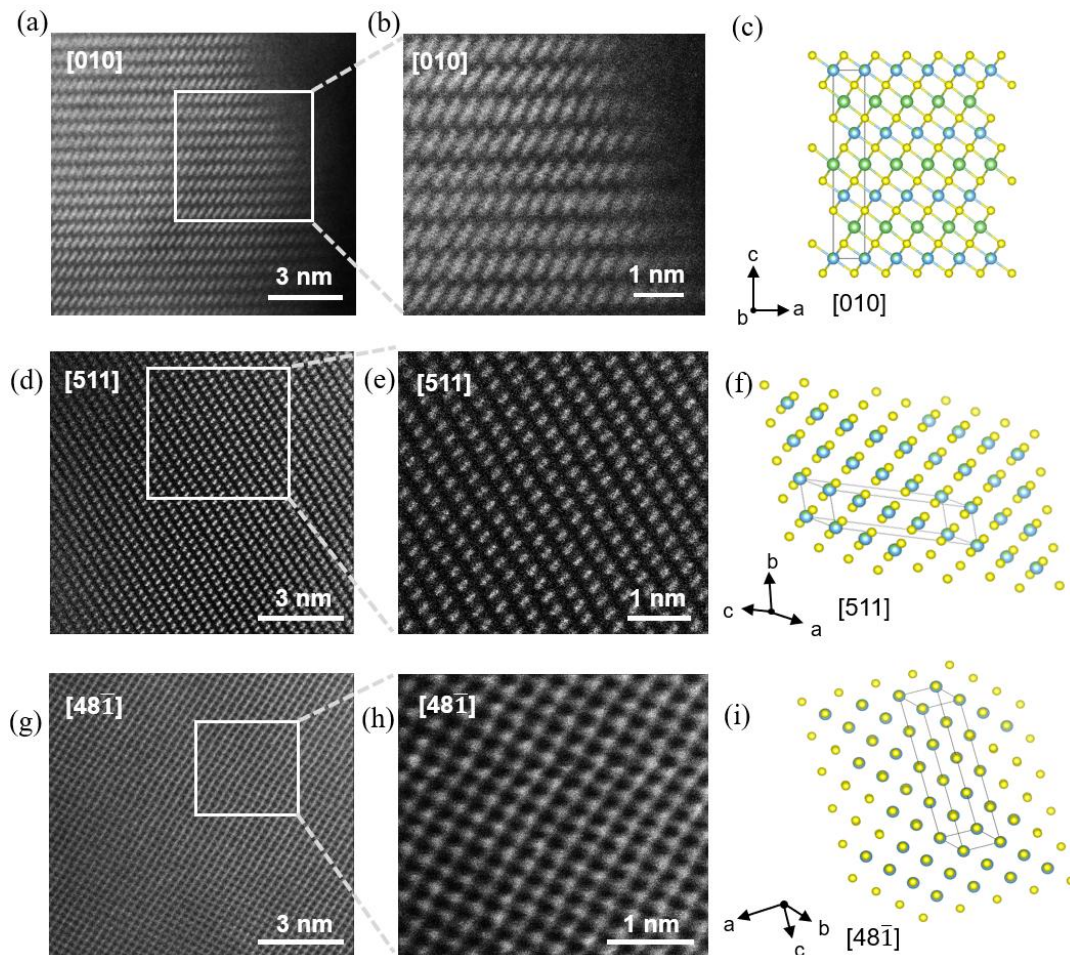 (a)
[010]
3 nm
(b)
[010]
1 nm
(c)
c
b
a
[010]
(d)
[511]
3 nm
(e)
[511]
1 nm
(f)
b
c
a
[511]
(g)
[481̅]
3 nm
(h)
[481̅]
1 nm
(i)
a
b
c
[481̅]